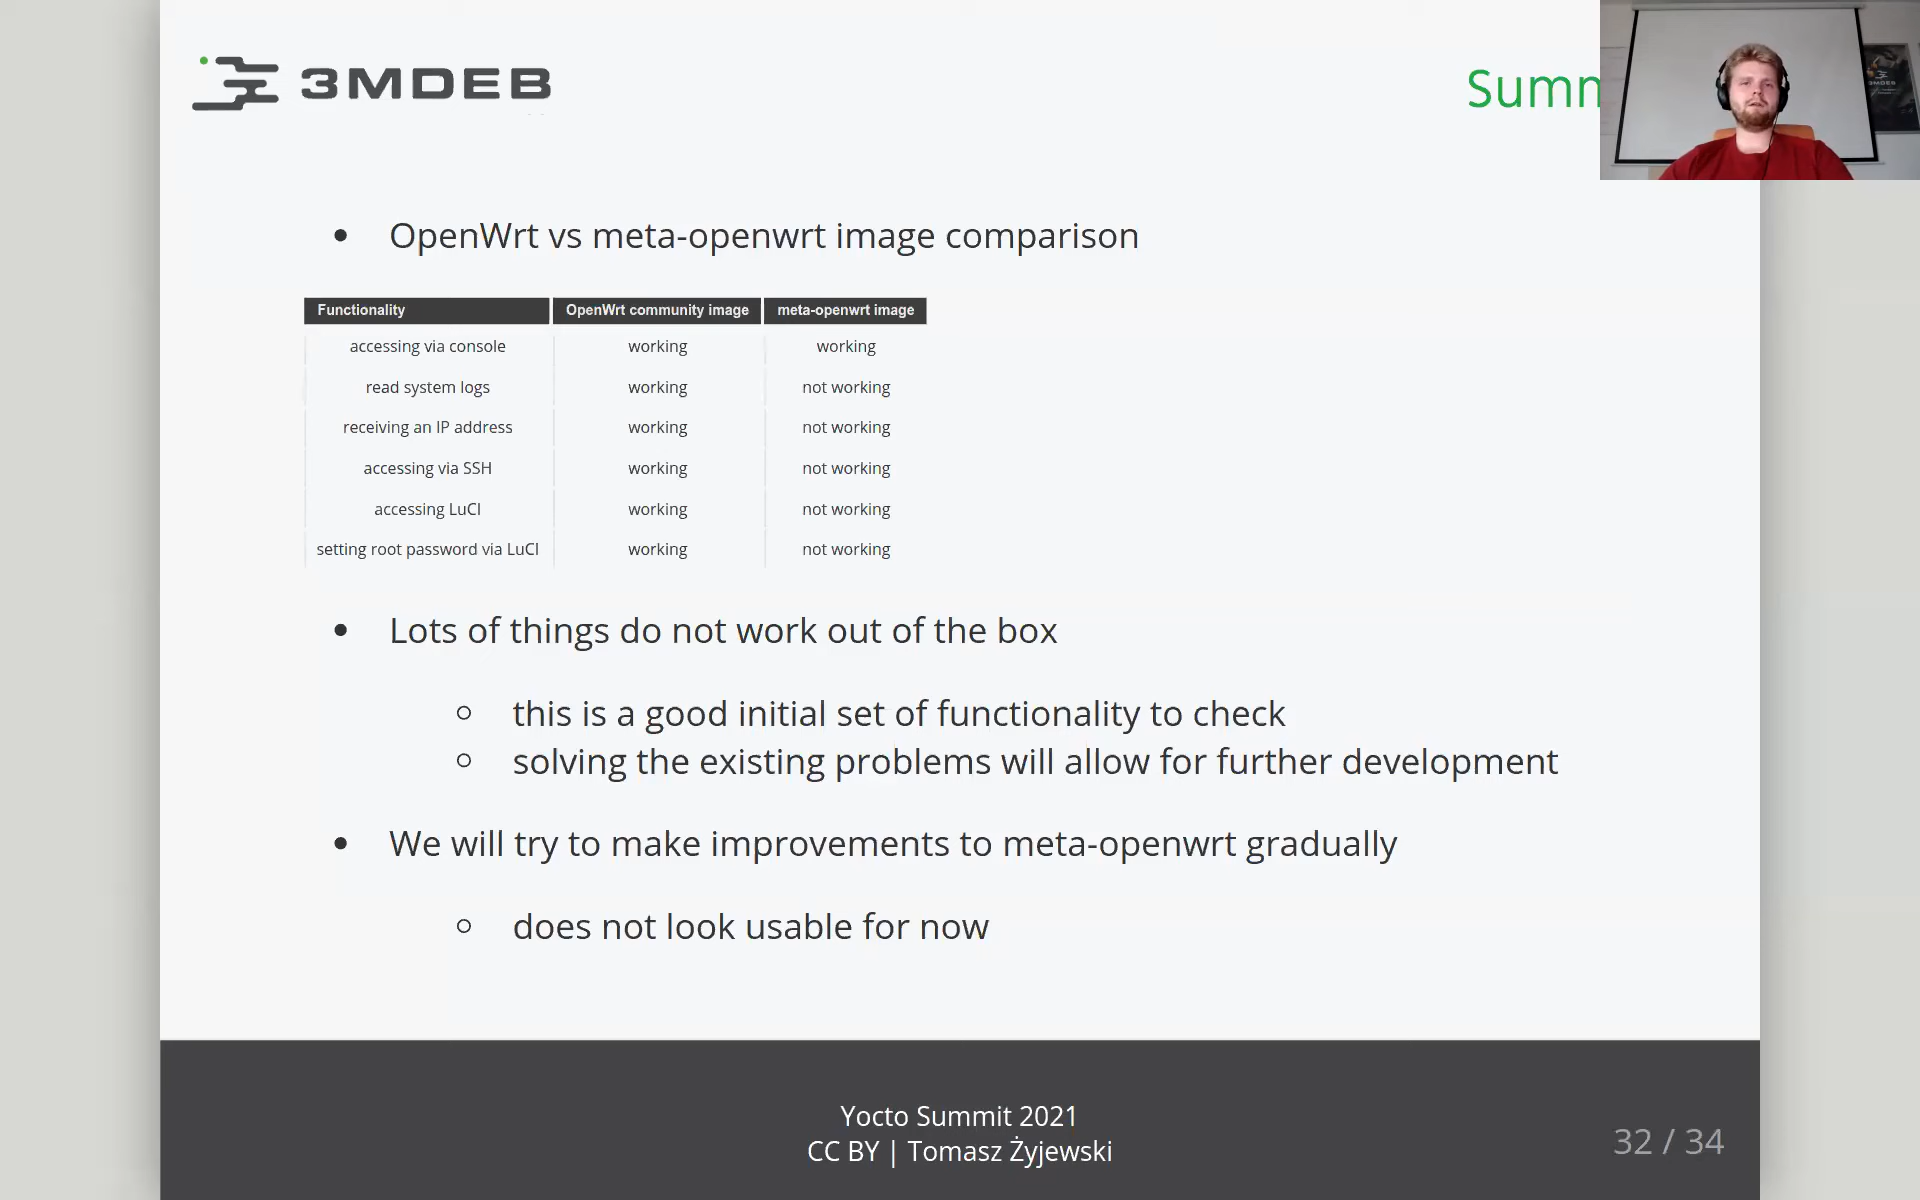 3MDEB
Summ
3MDEB
OpenWrt vs meta-openwrt image comparison
Functionality OpenWrt community image meta-openwrt image
accessing via console working working
read system logs working not working
receiving an IP address working not working
accessing via SSH working not working
accessing LuCI working not working
setting root password via LuCI working not working
Lots of things do not work out of the box
this is a good initial set of functionality to check
solving the existing problems will allow for further development
We will try to make improvements to meta-openwrt gradually
does not look usable for now
Yocto Summit 2021
CC BY | Tomasz Żyjewski
32 / 34